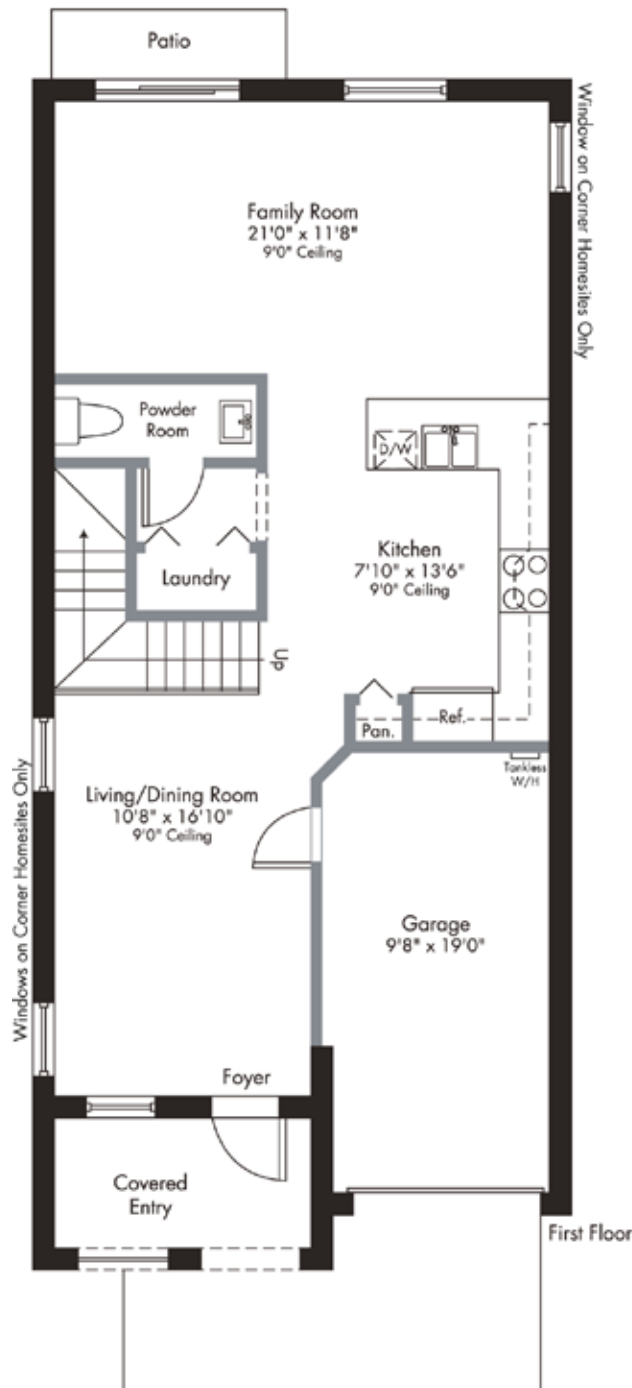 Patio
Window on Corner Homesites Only
Family Room
21'0" x 11'8"
9'0" Ceiling
Powder
Room
D/W
Kitchen
7'10" x 13'6"
9'0" Ceiling
Laundry
Up
Pan.
Ref.
Tankless
W/H
Windows on Corner Homesites Only
Living/Dining Room
10'8" x 16'10"
9'0" Ceiling
Garage
9'8" x 19'0"
Foyer
Covered
Entry
First Floor